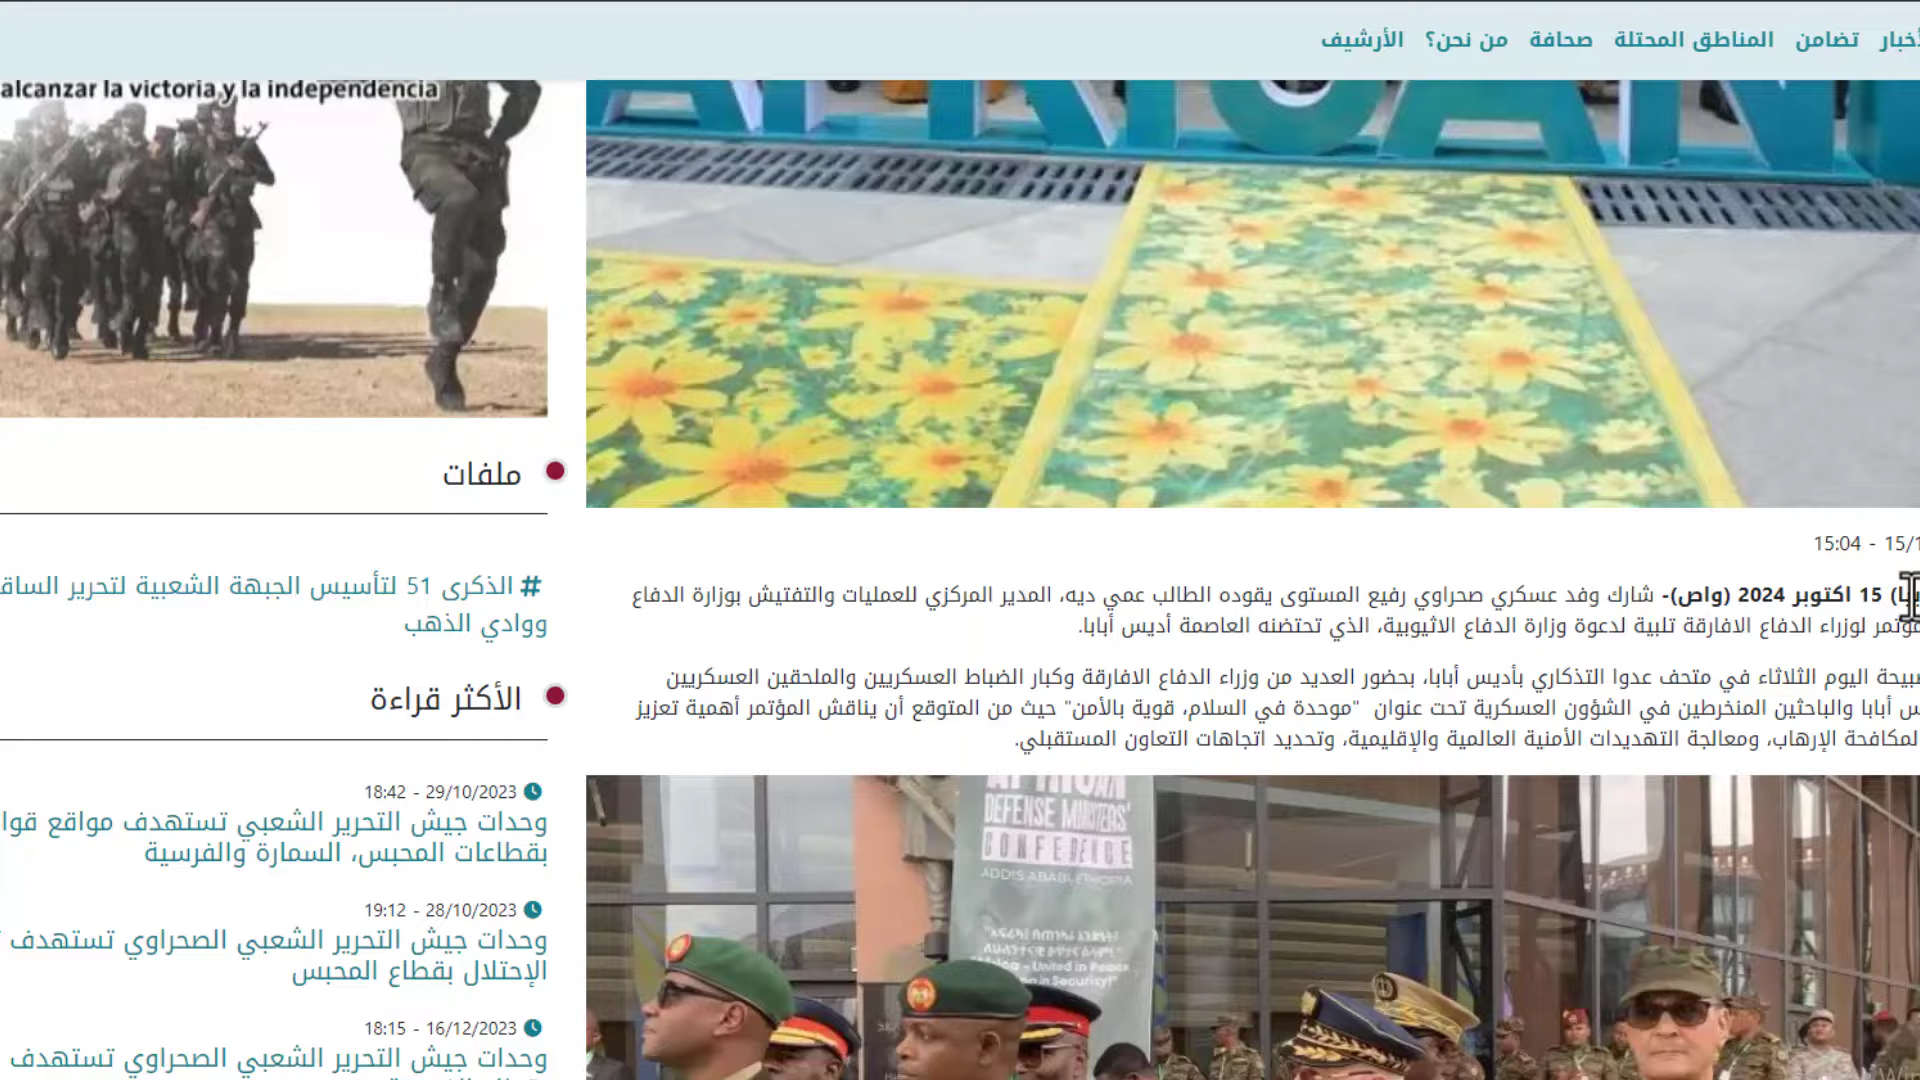 الأرشيف من نحن؟ صحافة المناطق المحتلة تضامن
alcanzar la victoria y la independencia
ملفات
# الذكرى 51 لتأسيس الجبهة الشعبية لتحرير
ووادي الذهب
الأكثر قراءة
18:42 - 29/10/2023
وحدات جيش التحرير الشعبي تستهدف مواقع
بقطاعات المحبس، السمارة والفرسية
19:12 - 28/10/2023
وحدات جيش التحرير الشعبي الصحراوي تستهدف
الإحتلال بقطاع المحبس
18:15 - 16/12/2023
وحدات جيش التحرير الشعبي الصحراوي تستهدف
15:04 - 15/1
15 اكتوبر 2024 (واص)- شارك وفد عسكري صحراوي رفيع المستوى يقوده الطالب عمي ديه، المدير المركزي للعمليات والتفتيش بوزارة الدفاع
لوزراء الدفاع الافارقة تلبية لدعوة وزارة الدفاع الاثيوبية، الذي تحتضنه العاصمة أديس أبابا.
اليوم الثلاثاء في متحف عدوا التذكاري بأديس أبابا، بحضور العديد من وزراء الدفاع الافارقة وكبار الضباط العسكريين والملحقين العسكريين
أبابا والباحثين المنخرطين في الشؤون العسكرية تحت عنوان "موحدة في السلام، قوية بالأمن" حيث من المتوقع أن يناقش المؤتمر أهمية تعزيز
لمكافحة الإرهاب، ومعالجة التهديدات الأمنية العالمية والإقليمية، وتحديد اتجاهات التعاون المستقبلي.
DEFENSE MINISTERS'
CONFERENCE
ADDIS ABABA, ETHIOPIA
– United in Peace
in Security!"